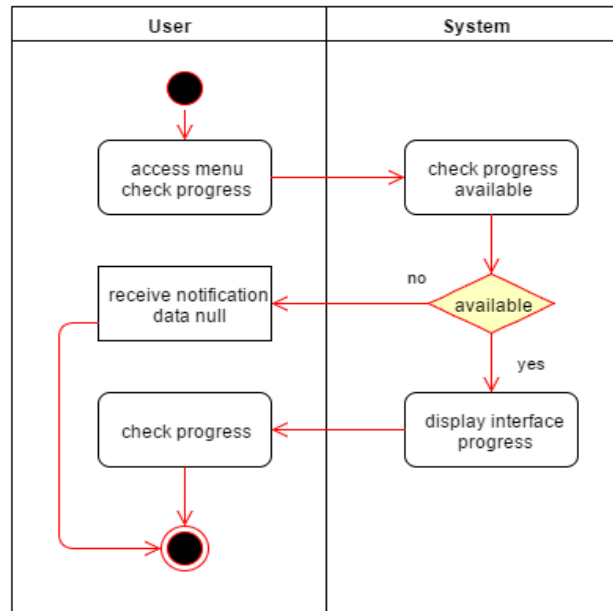 User
System
access menu
check progress
check progress
available
no
receive notification
data null
available
yes
check progress
display interface
progress